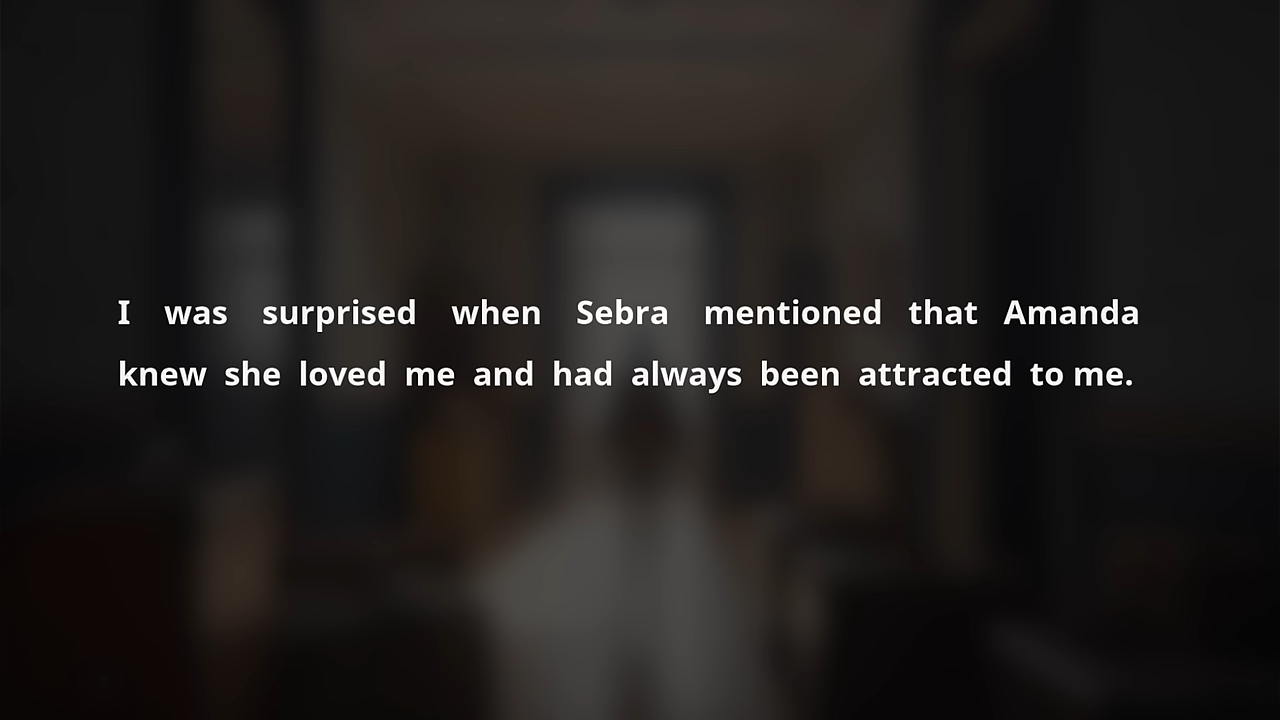 I was surprised when Sebra mentioned that Amanda
knew she loved me and had always been attracted to me.